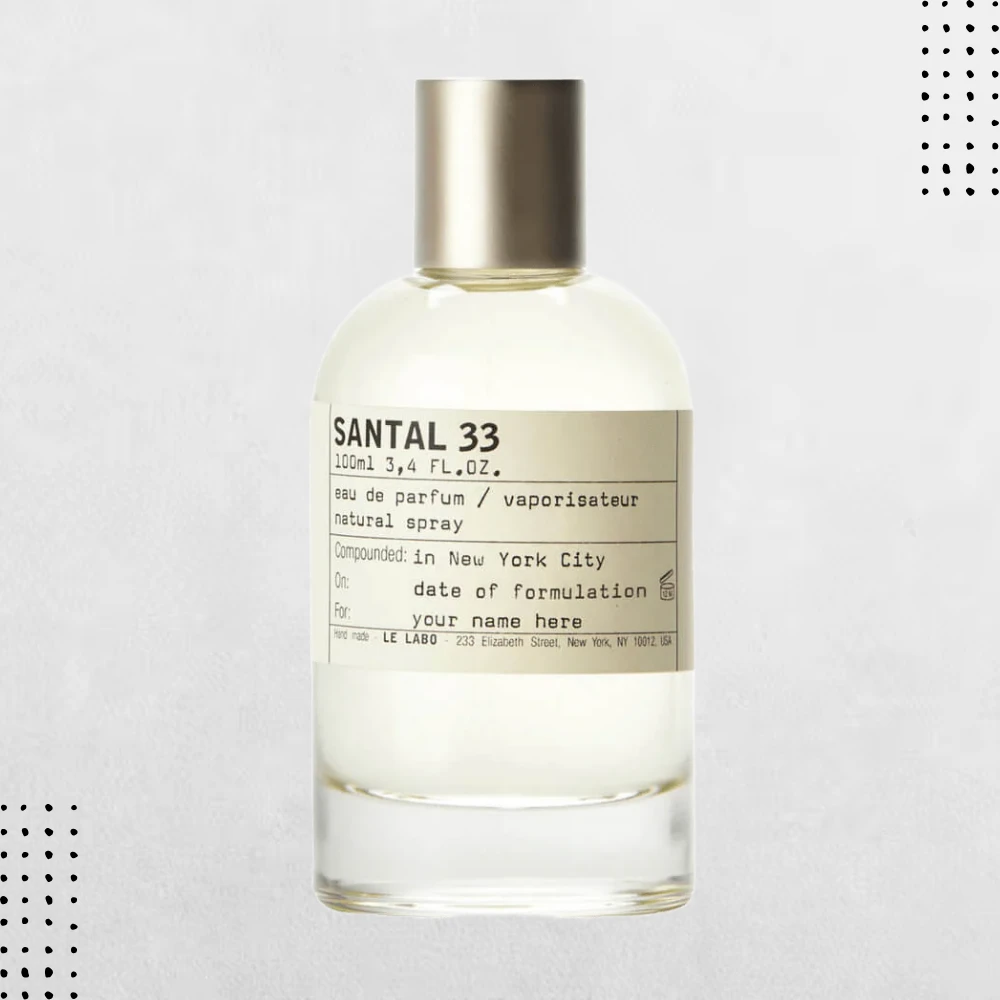 SANTAL 33
100ml 3,4 FL.OZ.
eau de parfum / vaporisateur
natural spray
Compounded: in New York City
On: date of formulation
For: your name here
Hand made - LE LABO - 233 Elizabeth Street, New York, NY 10012, USA